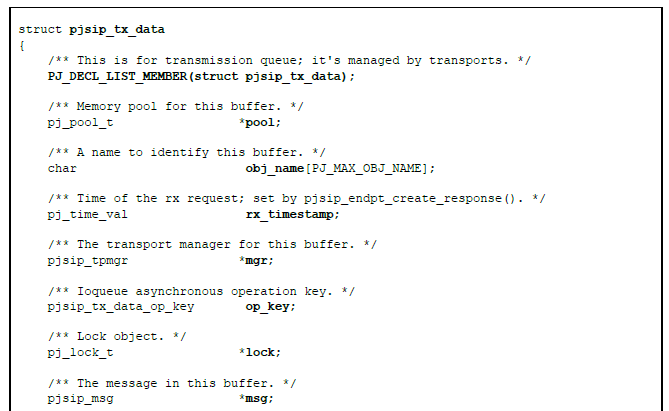 struct pjsip_tx_data
{
/** This is for transmission queue; it's managed by transports. */
PJ_DECL_LIST_MEMBER(struct pjsip_tx_data);
/** Memory pool for this buffer. */
pj_pool_t *pool;
/** A name to identify this buffer. */
char obj_name[PJ_MAX_OBJ_NAME];
/** Time of the rx request; set by pjsip_endpt_create_response(). */
pj_time_val rx_timestamp;
/** The transport manager for this buffer. */
pjsip_tpmgr *mgr;
/** Ioqueue asynchronous operation key. */
pjsip_tx_data_op_key op_key;
/** Lock object. */
pj_lock_t *lock;
/** The message in this buffer. */
pjsip_msg *msg;